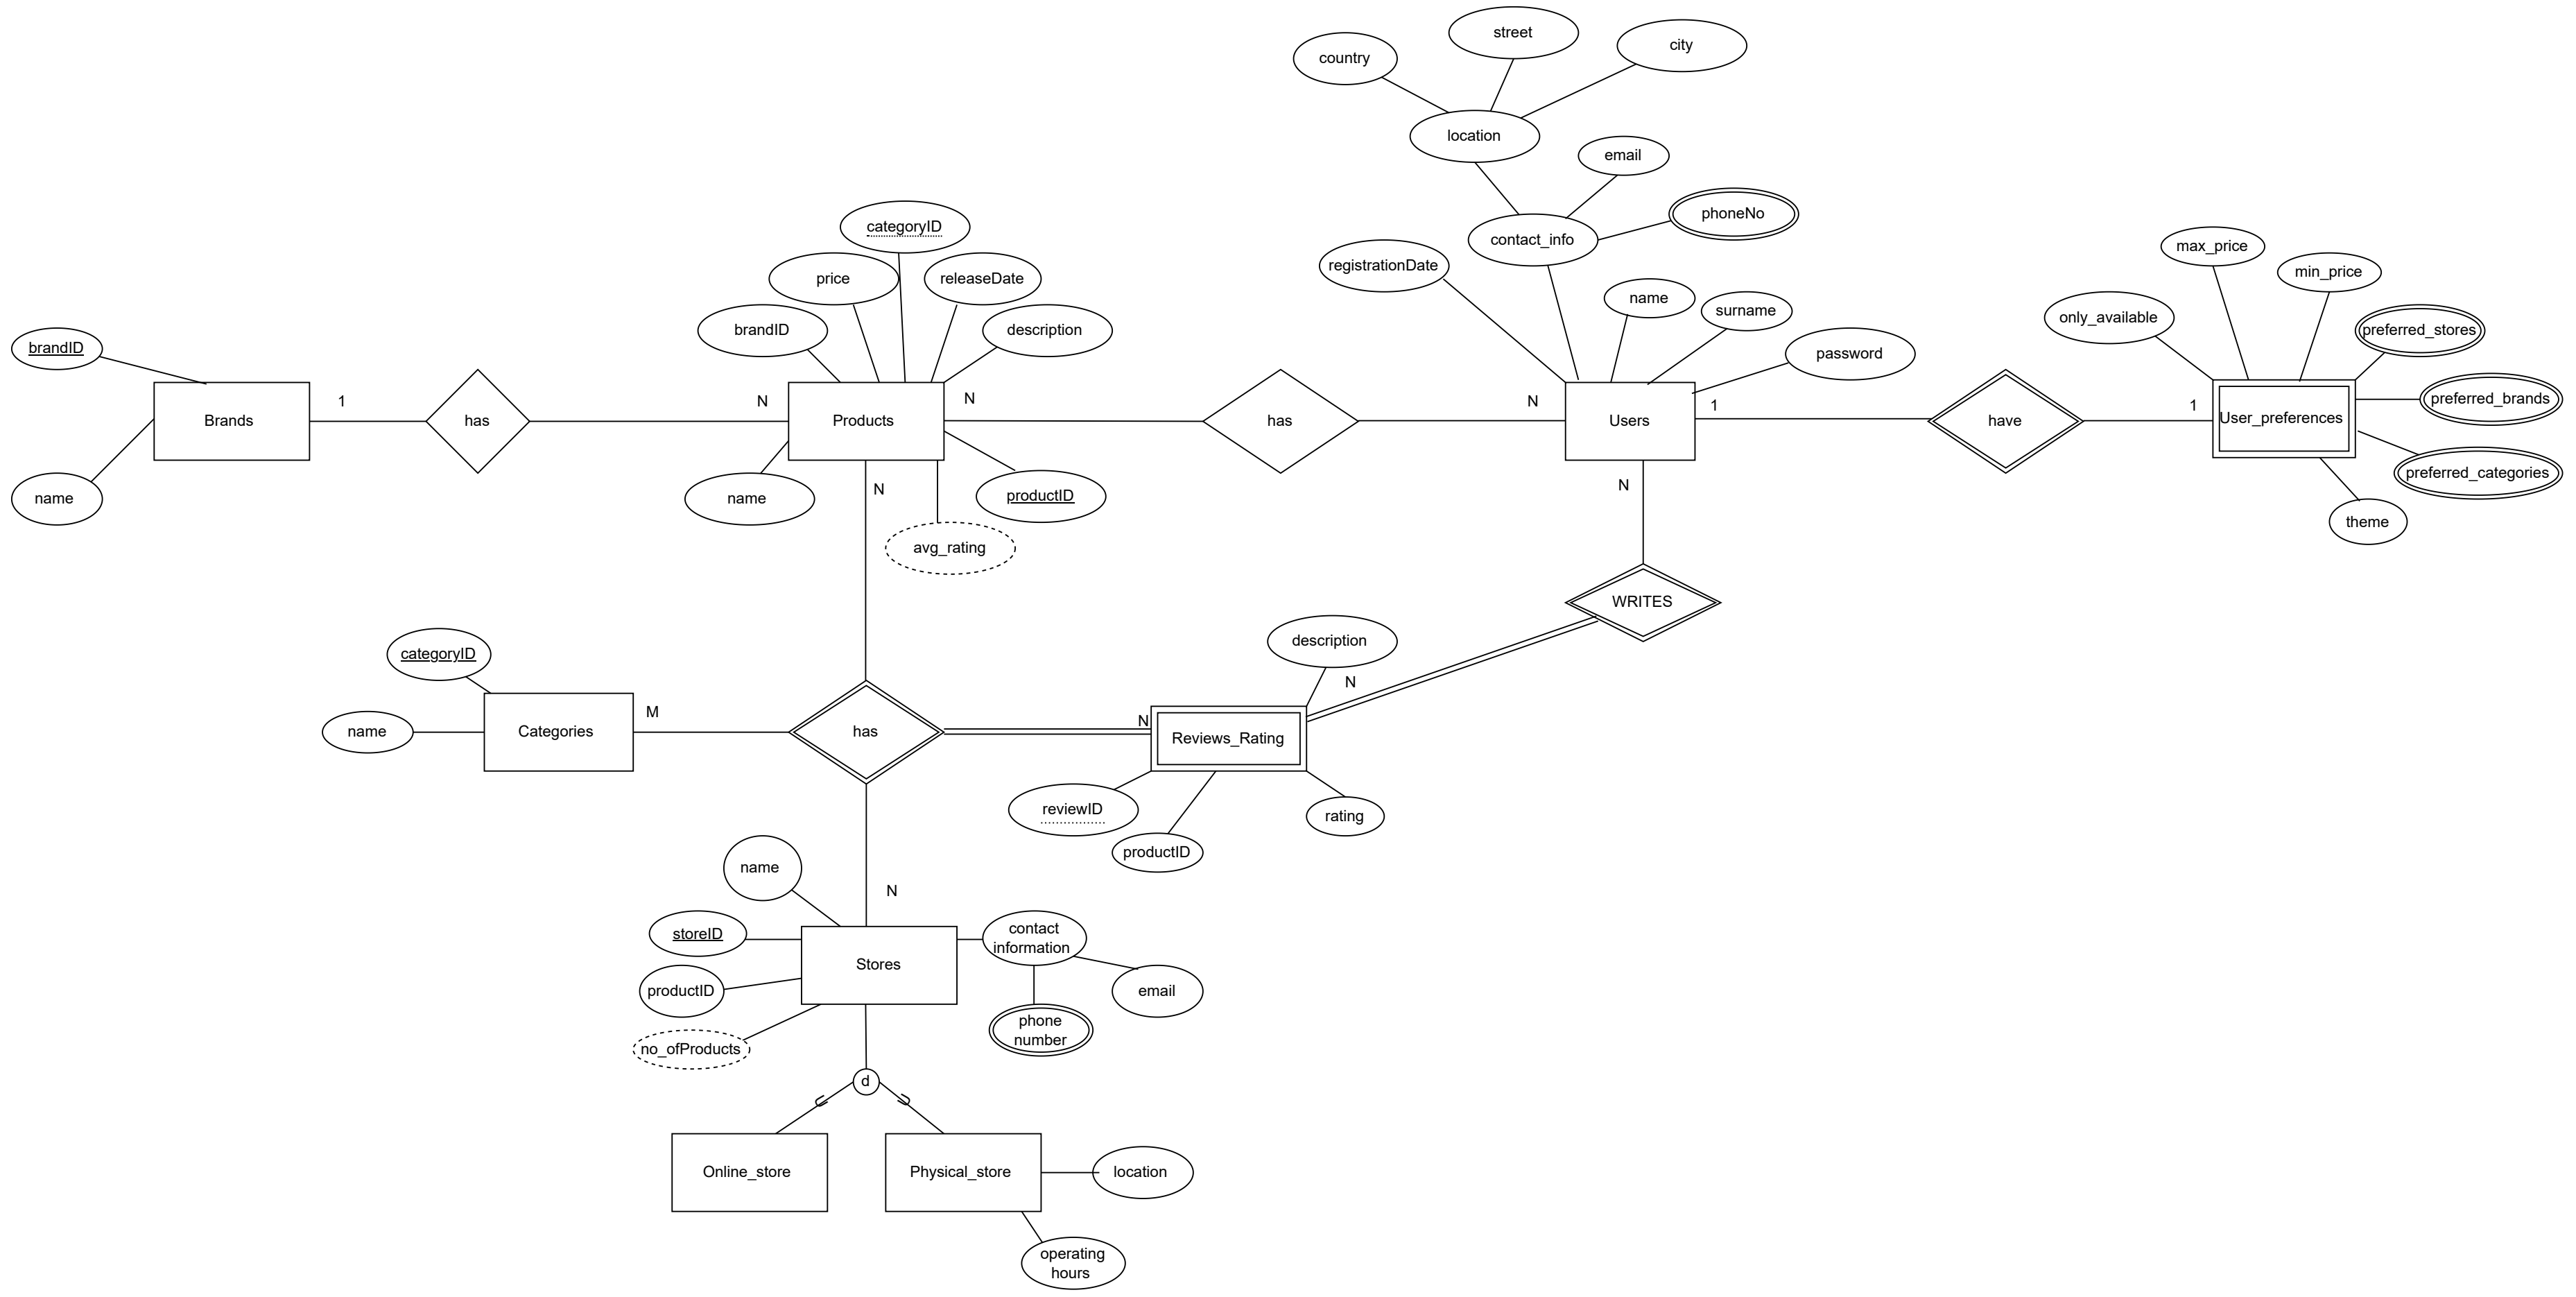 street
city
country
location
email
phoneNo
categoryID
contact_info
max_price
registrationDate
min_price
price
releaseDate
name
surname
only_available
brandID
description
preferred_stores
brandID
password
1
N
N
N
1
1
preferred_brands
Brands
has
Products
has
Users
have
User_preferences
preferred_categories
name
name
N
productID
N
theme
avg_rating
WRITES
description
categoryID
N
M
N
name
Categories
has
Reviews_Rating
reviewID
rating
productID
name
N
storeID
contact
information
Stores
productID
email
phone
number
no_ofProducts
d
Online_store
Physical_store
location
operating
hours